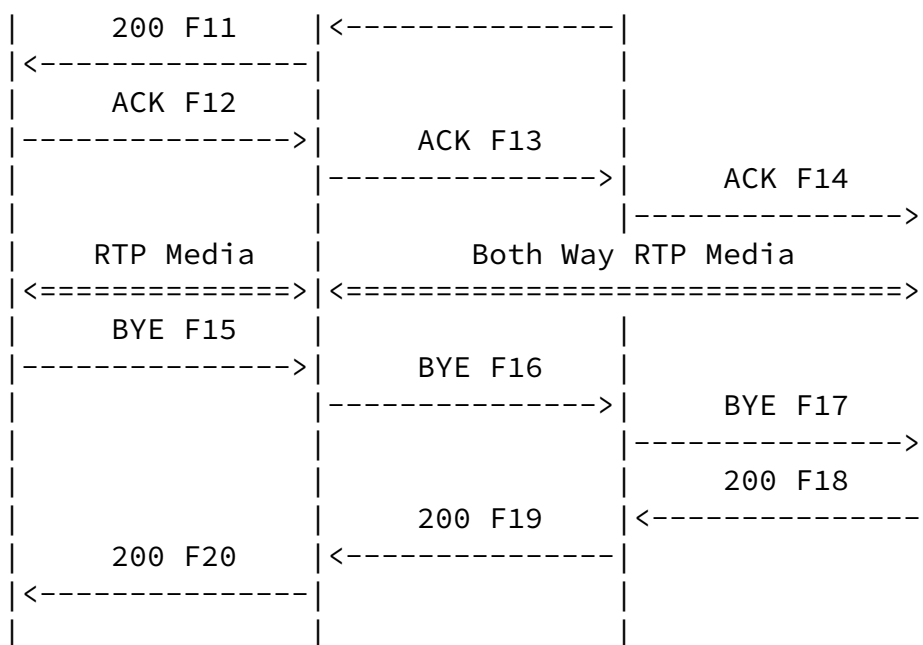 200 F11
ACK F12
ACK F13
ACK F14
RTP Media Both Way RTP Media
BYE F15
BYE F16
BYE F17
200 F18
200 F19
200 F20